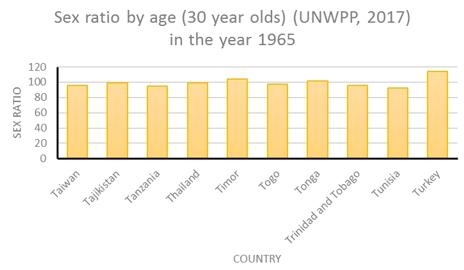 Sex ratio by age (30 year olds) (UNWPP, 2017)
in the year 1965
SEX RATIO
120
100
80
60
40
20
0
Taiwan
Tajikistan
Tanzania
Thailand
Timor
Togo
Tonga
Trinidad and Tobago
Tunisia
Turkey
COUNTRY